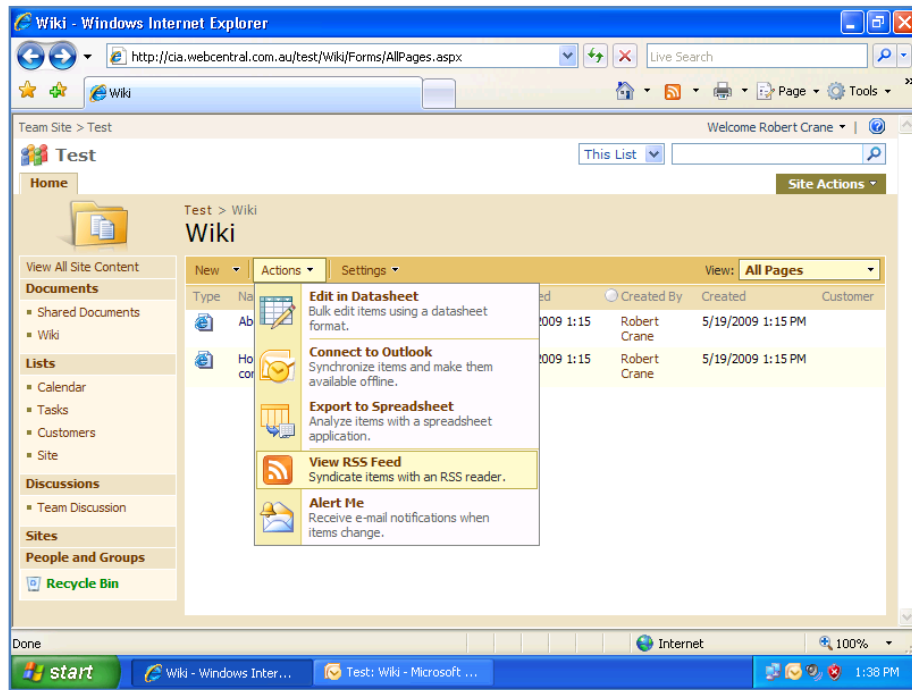 Wiki - Windows Internet Explorer
http://cia.webcentral.com.au/test/Wiki/Forms/AllPages.aspx
Live Search
Wiki
Page
Tools
Team Site > Test
Welcome Robert Crane
Test
This List
Home
Site Actions
Test > Wiki
Wiki
View All Site Content
Documents
Shared Documents
Wiki
Lists
Calendar
Tasks
Customers
Site
Discussions
Team Discussion
Sites
People and Groups
Recycle Bin
New
Actions
Settings
View: All Pages
Type
Created By
Created
Customer
Robert
Crane
5/19/2009 1:15 PM
Robert
Crane
5/19/2009 1:15 PM
Edit in Datasheet
Bulk edit items using a datasheet
format.
Connect to Outlook
Synchronize items and make them
available offline.
Export to Spreadsheet
Analyze items with a spreadsheet
application.
View RSS Feed
Syndicate items with an RSS reader.
Alert Me
Receive e-mail notifications when
items change.
Done
Internet
100%
start
Wiki - Windows Inter...
Test: Wiki - Microsoft ...
1:38 PM